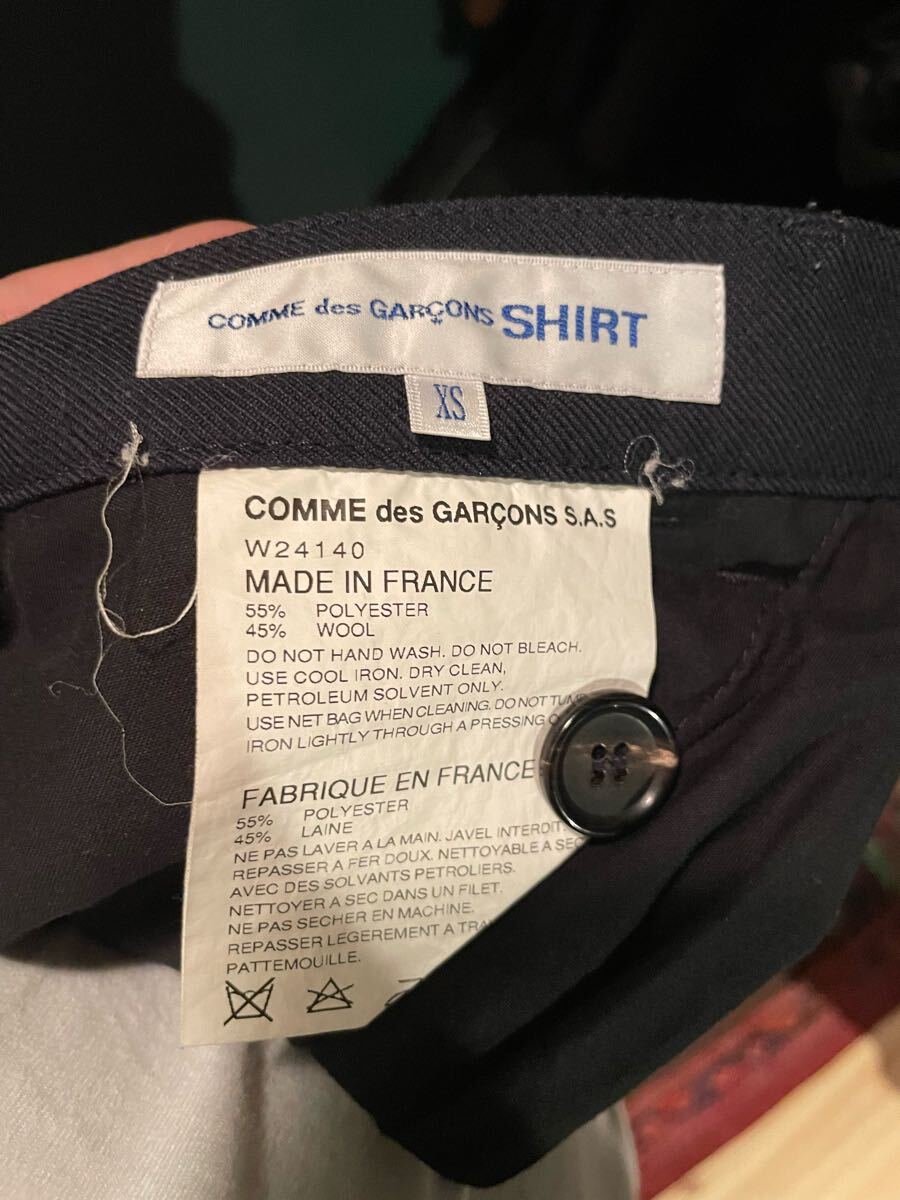 COMME des GARÇONS SHIRT
XS
COMME des GARÇONS S.A.S
W24140
MADE IN FRANCE
55% POLYESTER
45% WOOL
DO NOT HAND WASH. DO NOT BLEACH.
USE COOL IRON. DRY CLEAN,
PETROLEUM SOLVENT ONLY.
USE NET BAG WHEN CLEANING. DO NOT
IRON LIGHTLY THROUGH A PRESSING
FABRIQUE EN FRANCE
55% POLYESTER
45% LAINE
NE PAS LAVER A LA MAIN. JAVEL INTERDIT.
REPASSER A FER DOUX. NETTOYABLE A SEC
AVEC DES SOLVANTS PETROLIERS.
NETTOYER A SEC DANS UN FILET.
NE PAS SECHER EN MACHINE.
REPASSER LEGEREMENT A
PATTEMOUILLE.